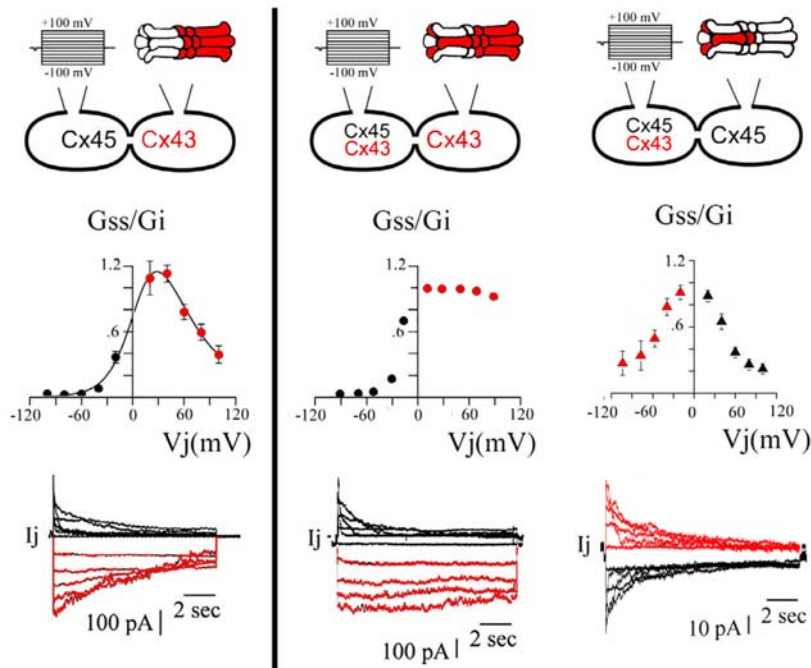 +100 mV
-100 mV
Cx45 Cx43
Gss/Gi
1.2
.6
0
-120 -60 60 120
Vj(mV)
Ij
100 pA
2 sec
+100 mV
-100 mV
Cx45
Cx43
Cx43
Gss/Gi
1.2
.6
0
-120 -60 60 120
Vj(mV)
Ij
100 pA
2 sec
+100 mV
-100 mV
Cx45
Cx43
Cx45
Gss/Gi
1.2
.6
0
-120 -60 60 120
Vj(mV)
Ij
10 pA
2 sec